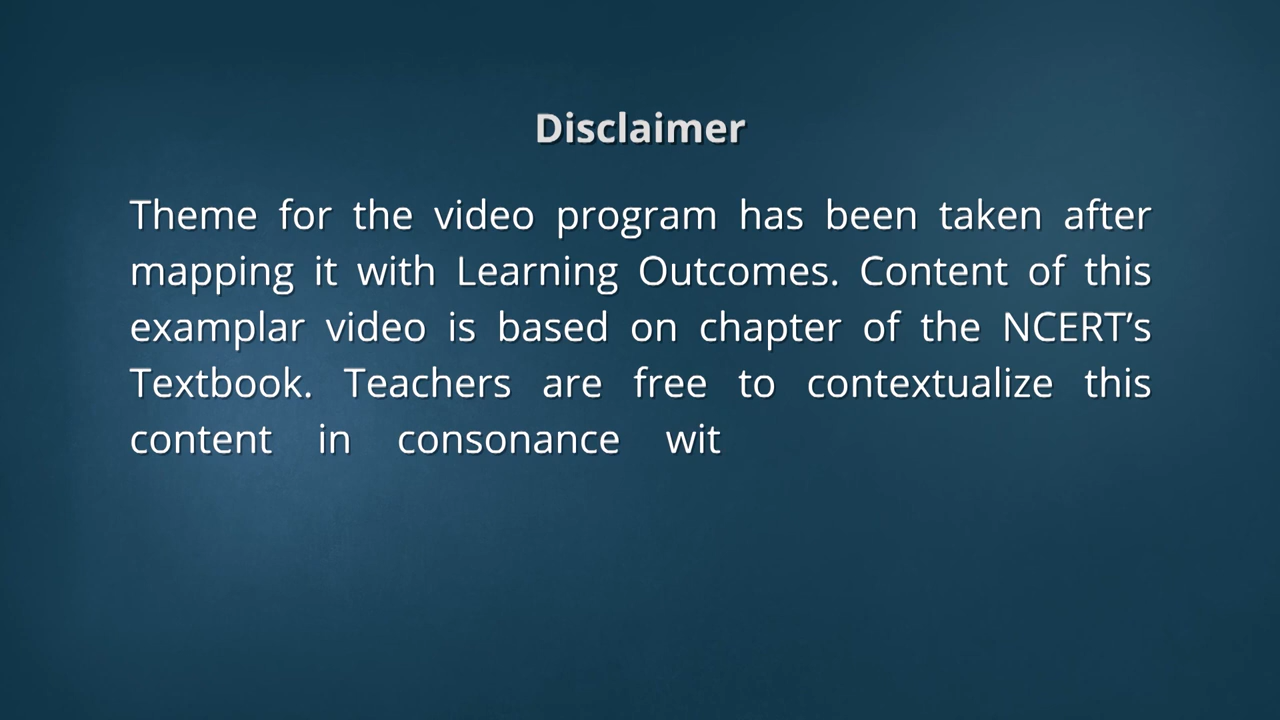 Disclaimer
Theme for the video program has been taken after
mapping it with Learning Outcomes. Content of this
examplar video is based on chapter of the NCERT’s
Textbook. Teachers are free to contextualize this
content in consonance wit